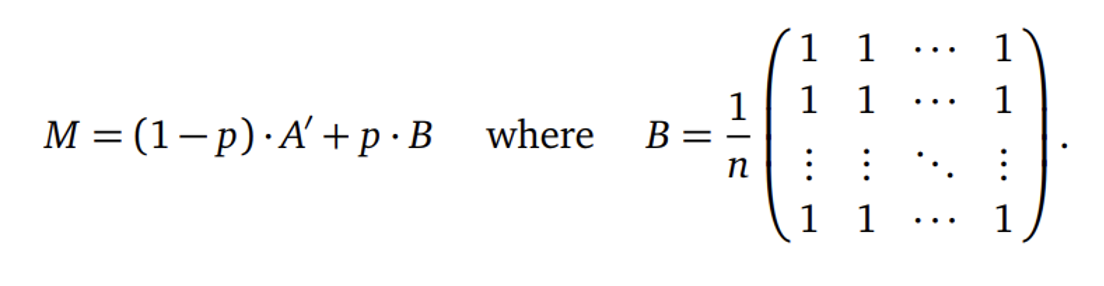 M = (1 − p) · A′ + p · B where B = 1/n ( 1 1 ⋯ 1
1 1 ⋯ 1
⋮ ⋮ ⋱ ⋮
1 1 ⋯ 1 ) .